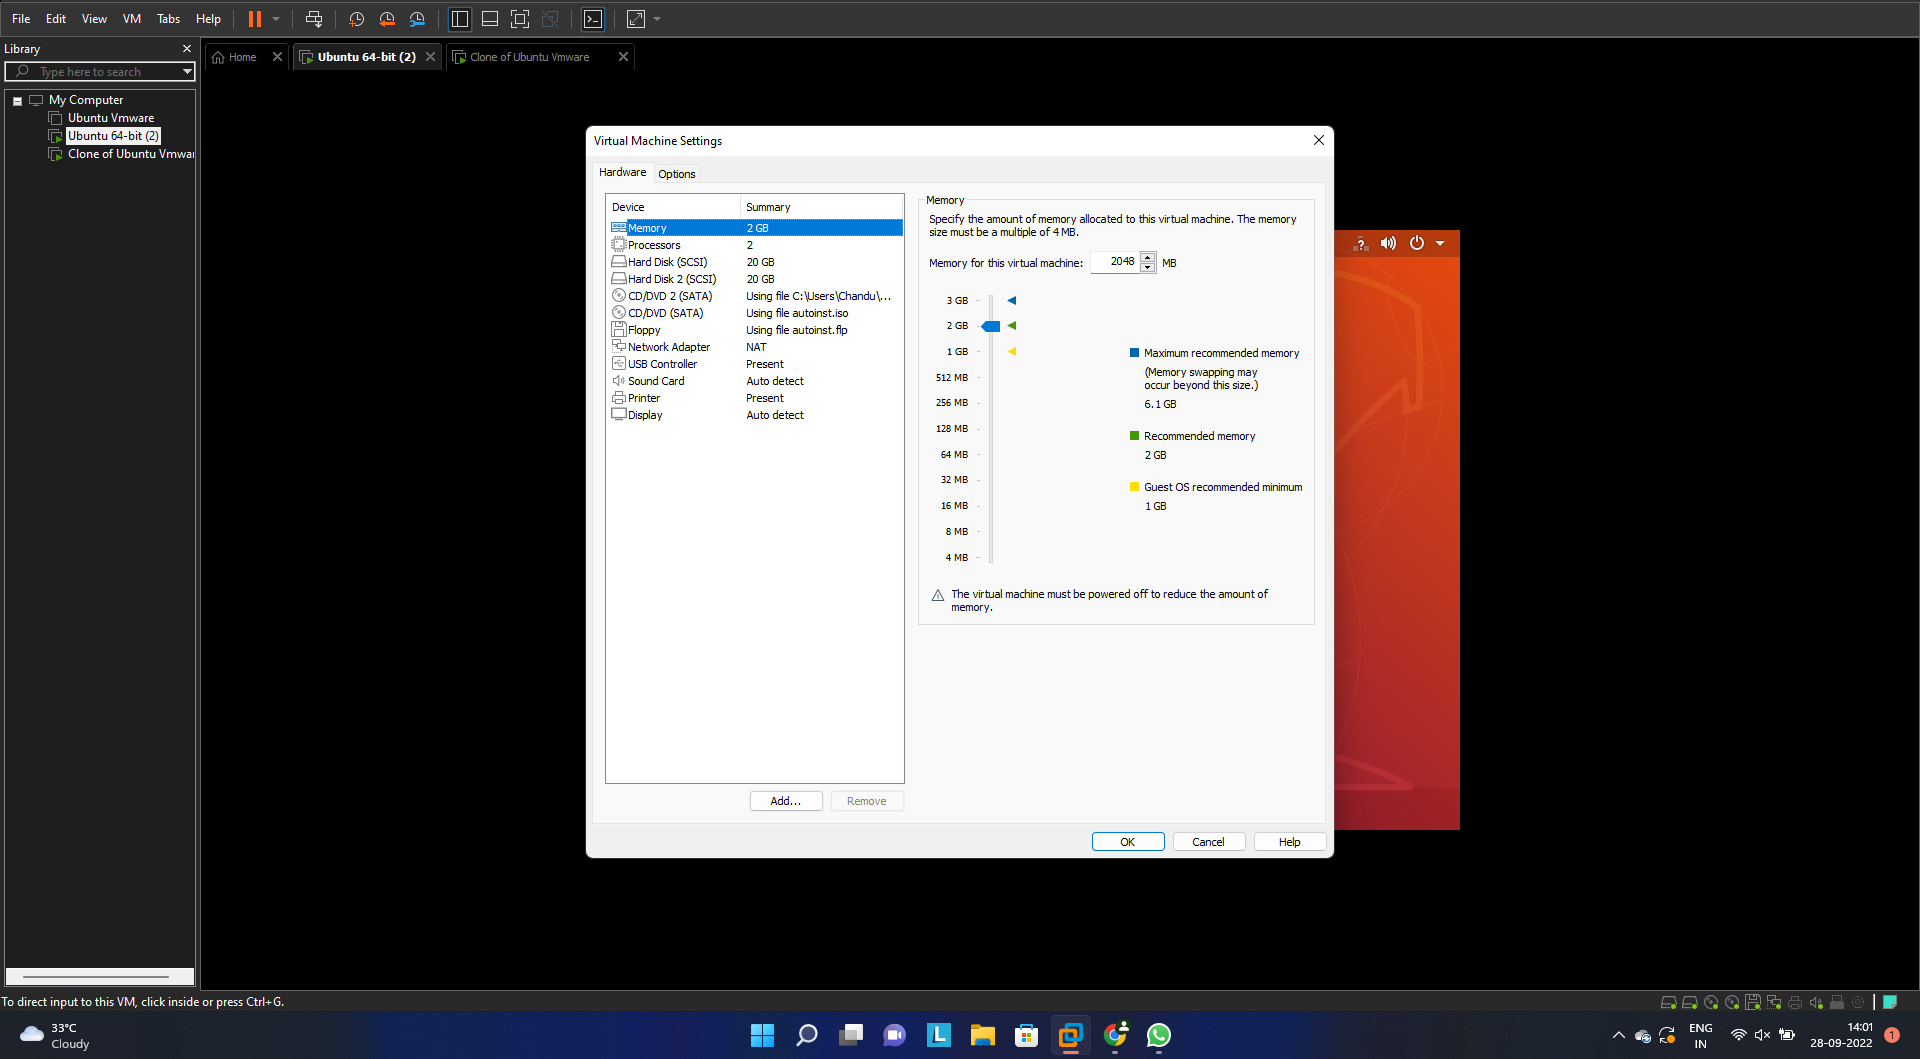 File Edit View VM Tabs Help
Library
Type here to search
My Computer
Ubuntu Vmware
Ubuntu 64-bit (2)
Clone of Ubuntu Vmwar
Home
Ubuntu 64-bit (2)
Clone of Ubuntu Vmware
Virtual Machine Settings
Hardware Options
Device Summary
Memory 2 GB
Processors 2
Hard Disk (SCSI) 20 GB
Hard Disk 2 (SCSI) 20 GB
CD/DVD 2 (SATA) Using file C:\Users\Chandu\...
CD/DVD (SATA) Using file autoinst.iso
Floppy Using file autoinst.flp
Network Adapter NAT
USB Controller Present
Sound Card Auto detect
Printer Present
Display Auto detect
Add... Remove
Memory
Specify the amount of memory allocated to this virtual machine. The memory
size must be a multiple of 4 MB.
Memory for this virtual machine: 2048 MB
3 GB
2 GB
1 GB
512 MB
256 MB
128 MB
64 MB
32 MB
16 MB
8 MB
4 MB
Maximum recommended memory
(Memory swapping may
occur beyond this size.)
6.1 GB
Recommended memory
2 GB
Guest OS recommended minimum
1 GB
The virtual machine must be powered off to reduce the amount of
memory.
OK Cancel Help
To direct input to this VM, click inside or press Ctrl+G.
33°C
Cloudy
L
ENG
IN
14:01
28-09-2022
1